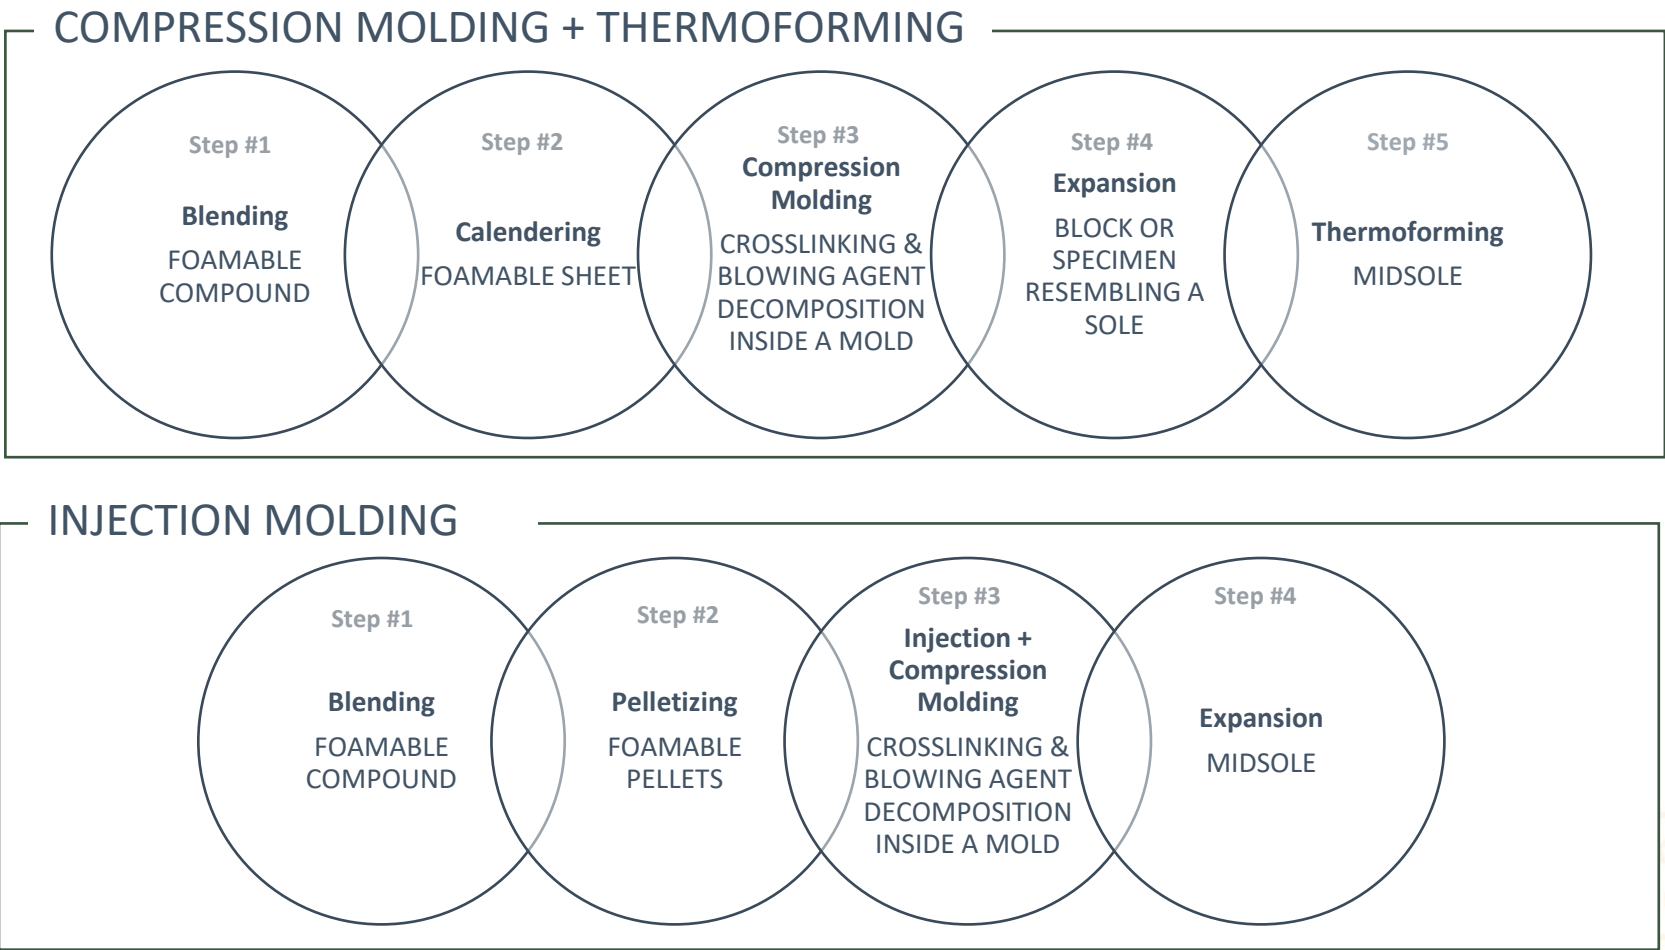 COMPRESSION MOLDING + THERMOFORMING
Step #1
Blending
FOAMABLE
COMPOUND
Step #2
Calendering
FOAMABLE SHEET
Step #3
Compression
Molding
CROSSLINKING &
BLOWING AGENT
DECOMPOSITION
INSIDE A MOLD
Step #4
Expansion
BLOCK OR
SPECIMEN
RESEMBLING A
SOLE
Step #5
Thermoforming
MIDSOLE
INJECTION MOLDING
Step #1
Blending
FOAMABLE
COMPOUND
Step #2
Pelletizing
FOAMABLE
PELLETS
Step #3
Injection +
Compression
Molding
CROSSLINKING &
BLOWING AGENT
DECOMPOSITION
INSIDE A MOLD
Step #4
Expansion
MIDSOLE